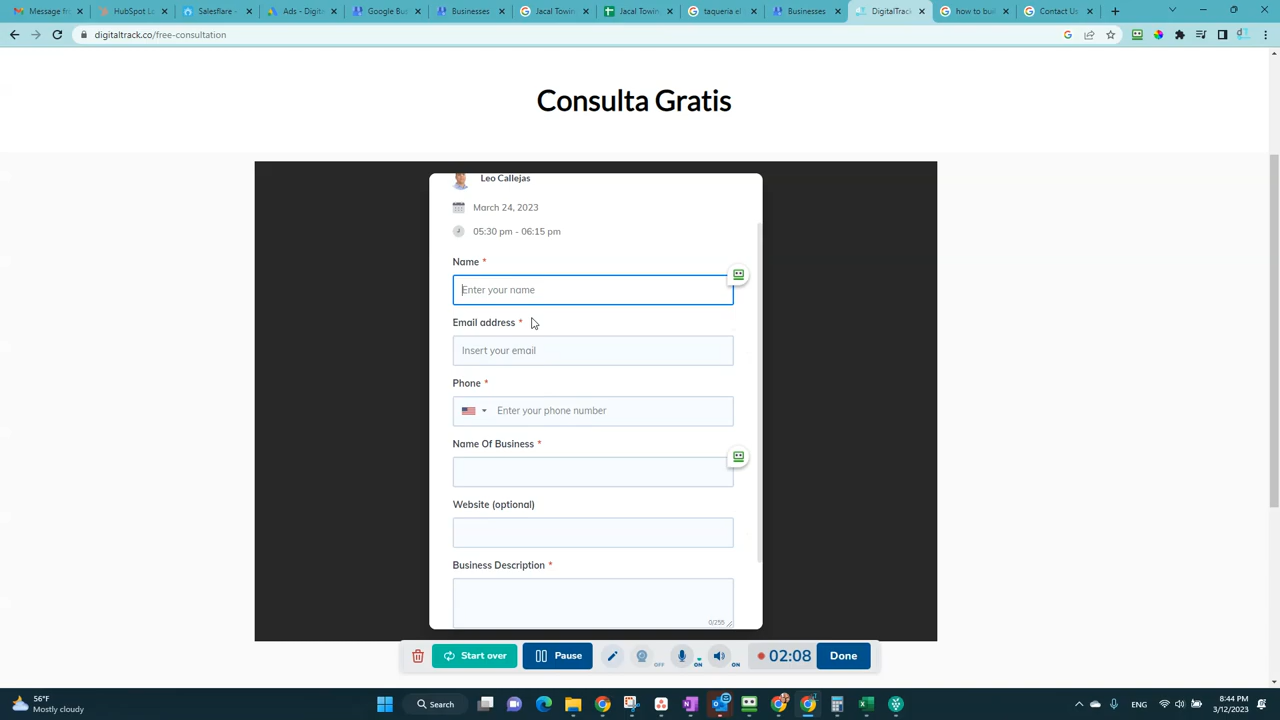 Message fr
HubSpot L
Salesflare -
Ads - Digit
Google Bu
Businesses
Jacal Towin
Jacal Towin
taqueria el
Businesses
DigitalTrack
how to bui
Contact Us
digitaltrack.co/free-consultation
Consulta Gratis
Leo Callejas
March 24, 2023
05:30 pm - 06:15 pm
Name *
Enter your name
Email address *
Insert your email
Phone *
Enter your phone number
Name Of Business *
Website (optional)
Business Description *
0/255
Start over
Pause
OFF
ON
ON
02:08
Done
56°F
Mostly cloudy
Search
ENG
8:44 PM
3/12/2023